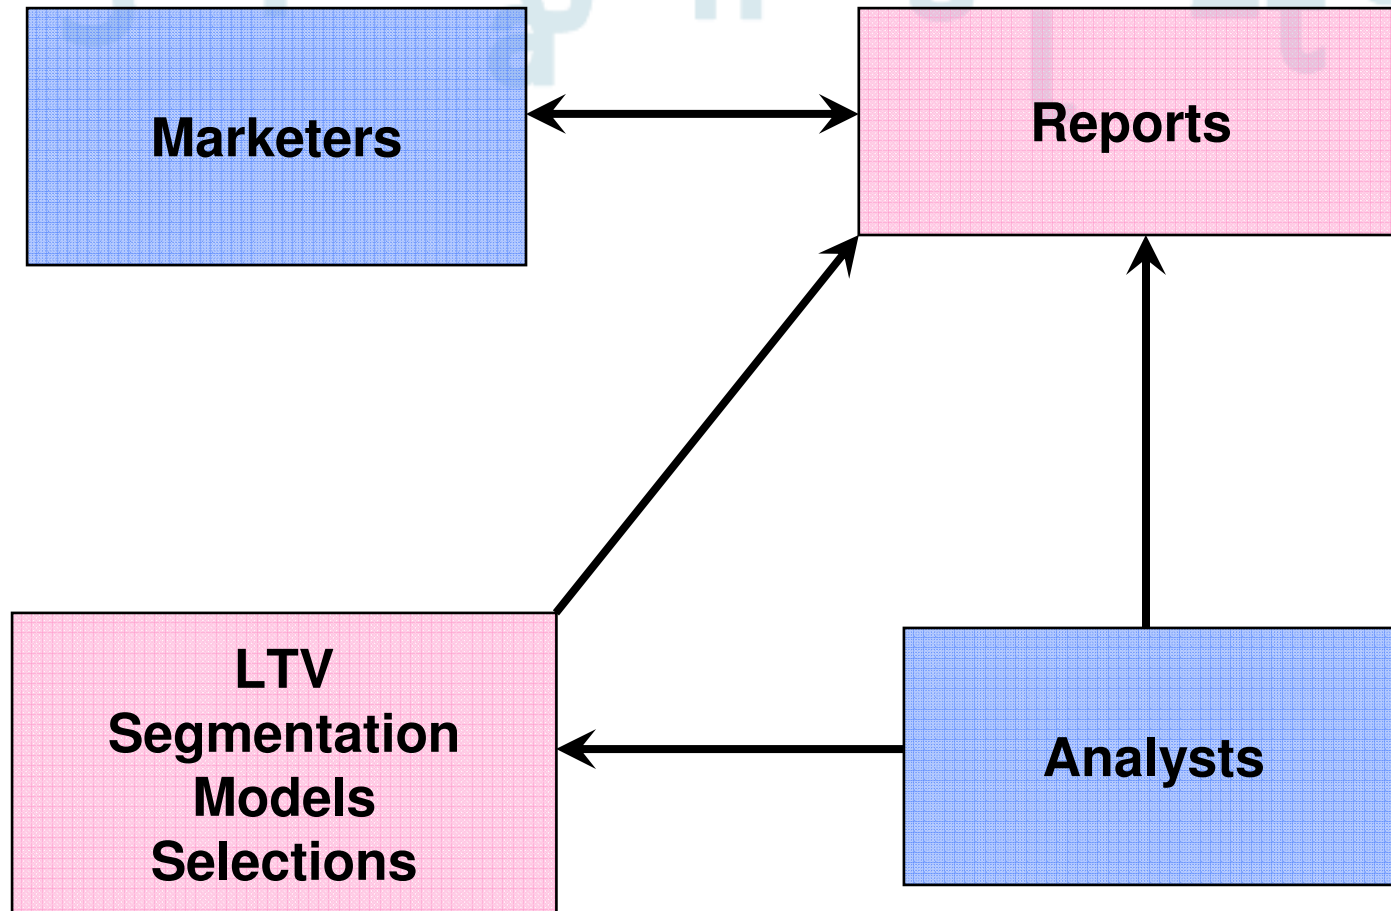 Marketers
Reports
LTV
Segmentation
Models
Selections
Analysts